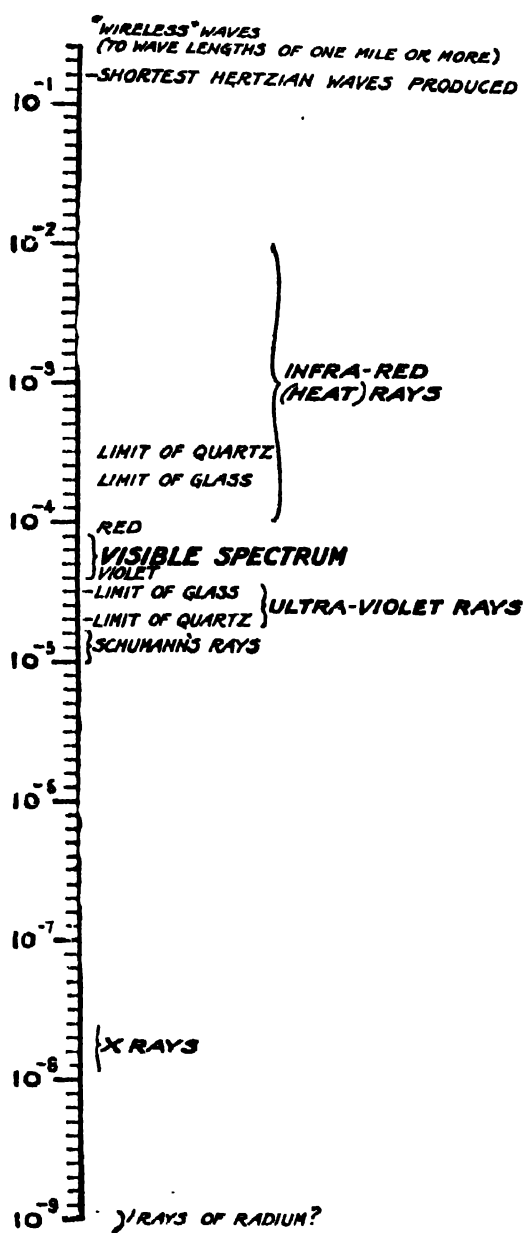 "WIRELESS" WAVES
(TO WAVE LENGTHS OF ONE MILE OR MORE)
SHORTEST HERTZIAN WAVES PRODUCED
10⁻¹
10⁻²
INFRA-RED
(HEAT) RAYS
10⁻³
LIMIT OF QUARTZ
LIMIT OF GLASS
10⁻⁴
RED
VISIBLE SPECTRUM
VIOLET
LIMIT OF GLASS
ULTRA-VIOLET RAYS
LIMIT OF QUARTZ
SCHUMANN'S RAYS
10⁻⁵
10⁻⁶
10⁻⁷
X RAYS
10⁻⁸
10⁻⁹
γ RAYS OF RADIUM?